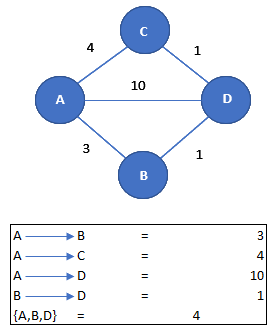 C
4
1
A
10
D
3
1
B
A B = 3
A C = 4
A D = 10
B D = 1
{A,B,D} = 4